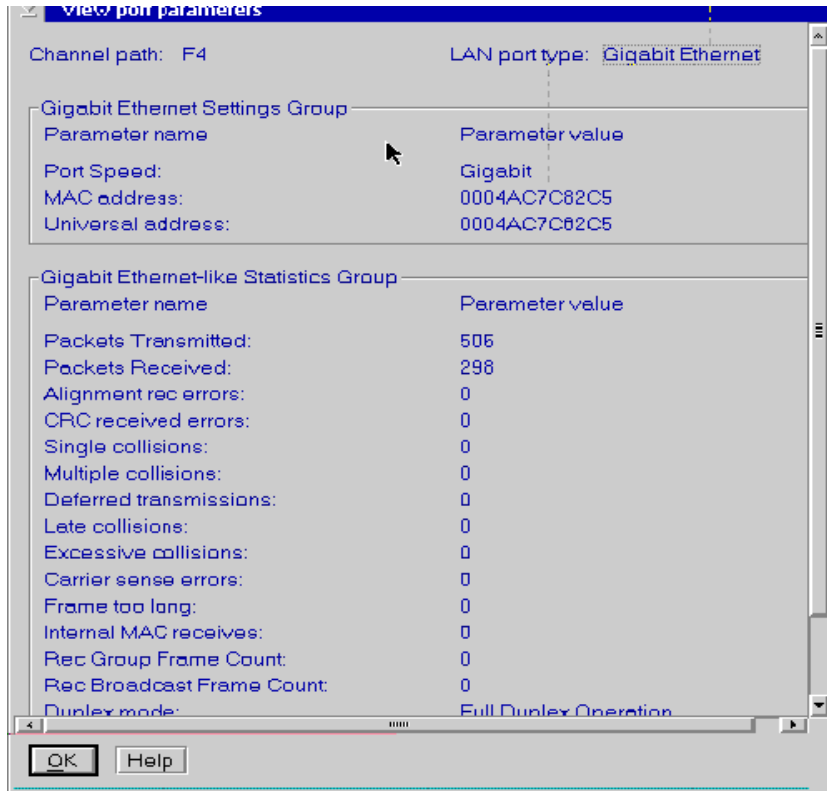 View port parameters
Channel path: F4 LAN port type: Gigabit Ethernet
Gigabit Ethernet Settings Group
Parameter name Parameter value
Port Speed: Gigabit
MAC address: 0004AC7C82C5
Universal address: 0004AC7C82C5
Gigabit Ethernet-like Statistics Group
Parameter name Parameter value
Packets Transmitted: 506
Packets Received: 298
Alignment rec errors: 0
CRC received errors: 0
Single collisions: 0
Multiple collisions: 0
Deferred transmissions: 0
Late collisions: 0
Excessive collisions: 0
Carrier sense errors: 0
Frame too long: 0
Internal MAC receives: 0
Rec Group Frame Count: 0
Rec Broadcast Frame Count: 0
Duplex mode: Full Duplex Operation
OK Help